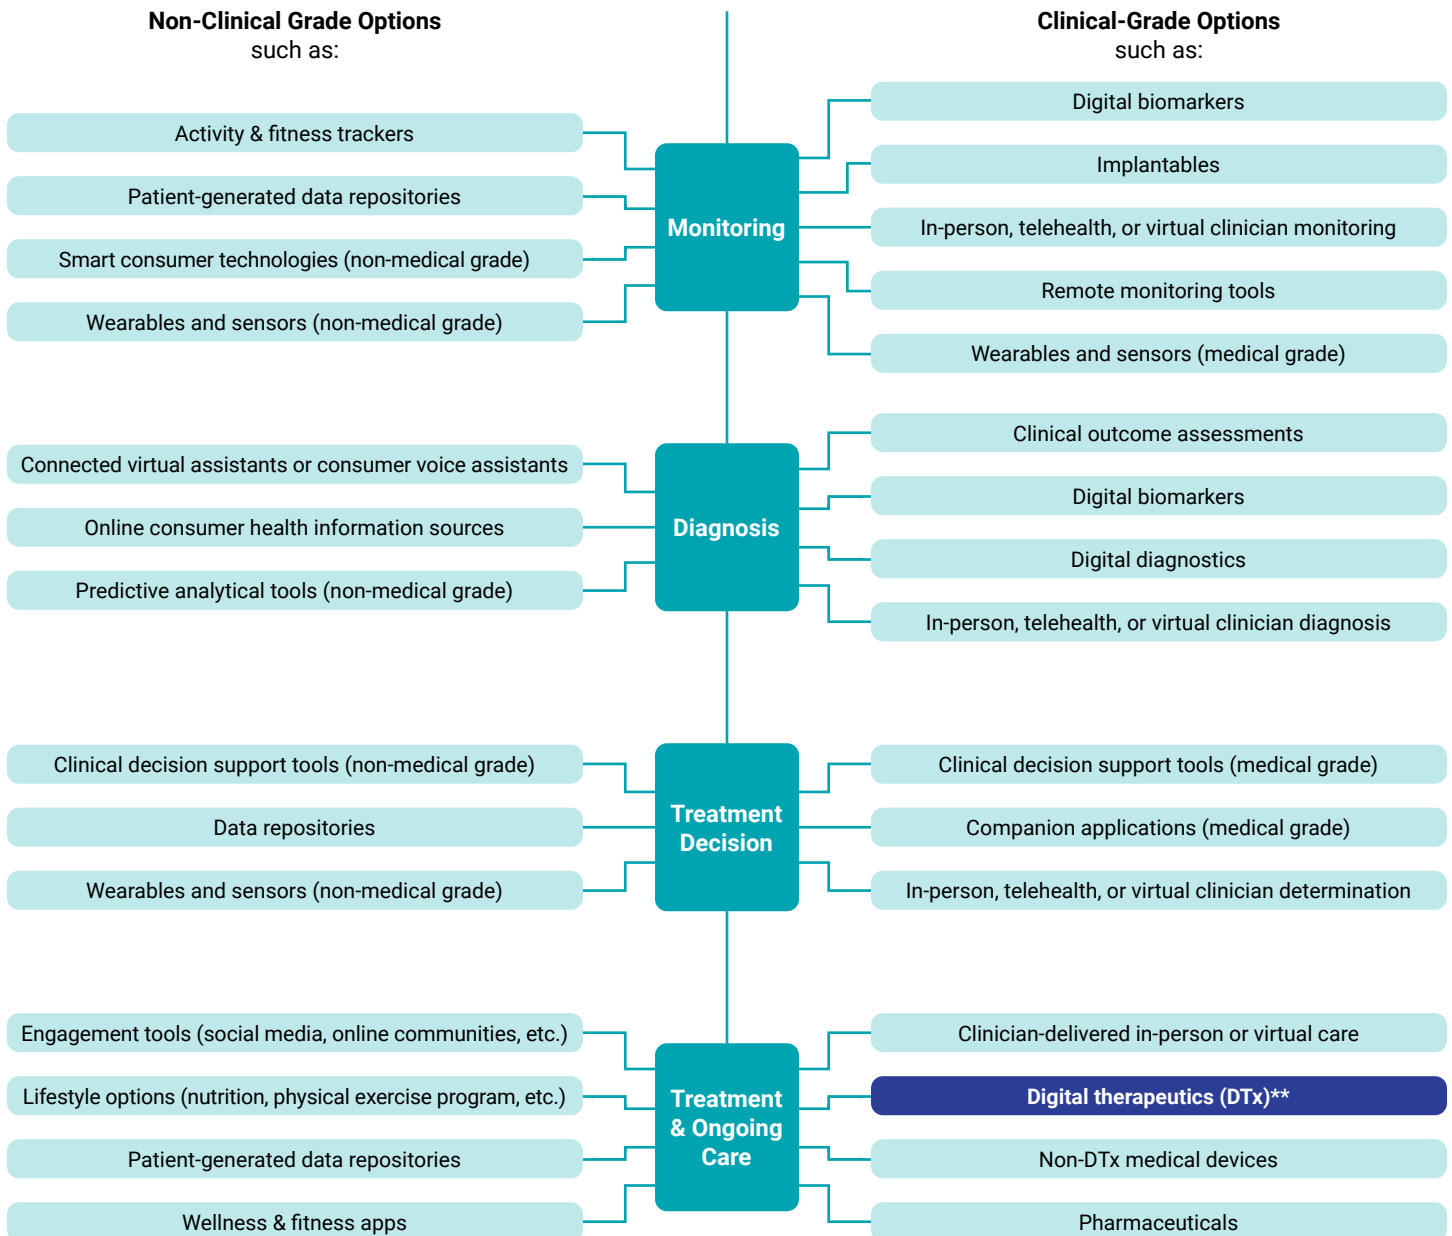 Non-Clinical Grade Options
such as:
Clinical-Grade Options
such as:
Activity & fitness trackers
Patient-generated data repositories
Smart consumer technologies (non-medical grade)
Wearables and sensors (non-medical grade)
Monitoring
Digital biomarkers
Implantables
In-person, telehealth, or virtual clinician monitoring
Remote monitoring tools
Wearables and sensors (medical grade)
Connected virtual assistants or consumer voice assistants
Online consumer health information sources
Predictive analytical tools (non-medical grade)
Diagnosis
Clinical outcome assessments
Digital biomarkers
Digital diagnostics
In-person, telehealth, or virtual clinician diagnosis
Clinical decision support tools (non-medical grade)
Data repositories
Wearables and sensors (non-medical grade)
Treatment
Decision
Clinical decision support tools (medical grade)
Companion applications (medical grade)
In-person, telehealth, or virtual clinician determination
Engagement tools (social media, online communities, etc.)
Lifestyle options (nutrition, physical exercise program, etc.)
Patient-generated data repositories
Wellness & fitness apps
Treatment
& Ongoing
Care
Clinician-delivered in-person or virtual care
Digital therapeutics (DTx)**
Non-DTx medical devices
Pharmaceuticals